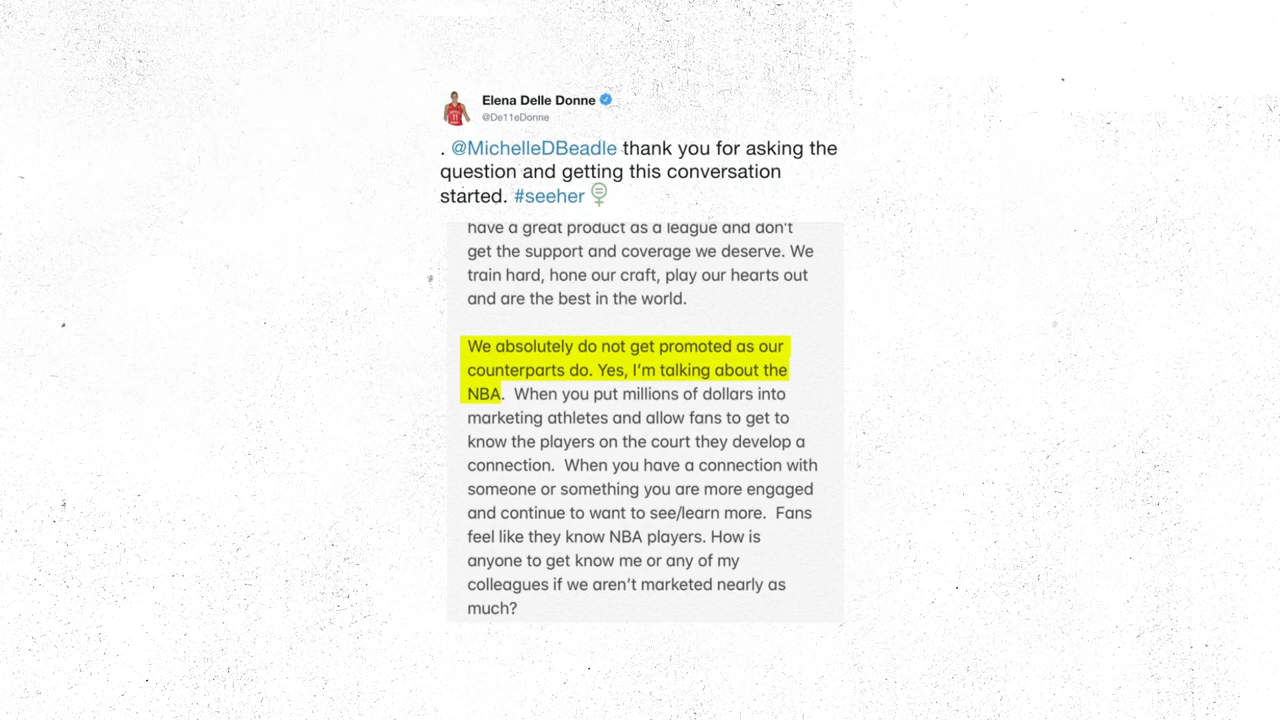 Elena Delle Donne
@De11eDonne
. @MichelleDBeadle thank you for asking the
question and getting this conversation
started. #seeher
have a great product as a league and don't
get the support and coverage we deserve. We
train hard, hone our craft, play our hearts out
and are the best in the world.
We absolutely do not get promoted as our
counterparts do. Yes, I'm talking about the
NBA.  When you put millions of dollars into
marketing athletes and allow fans to get to
know the players on the court they develop a
connection.  When you have a connection with
someone or something you are more engaged
and continue to want to see/learn more.  Fans
feel like they know NBA players. How is
anyone to get know me or any of my
colleagues if we aren't marketed nearly as
much?